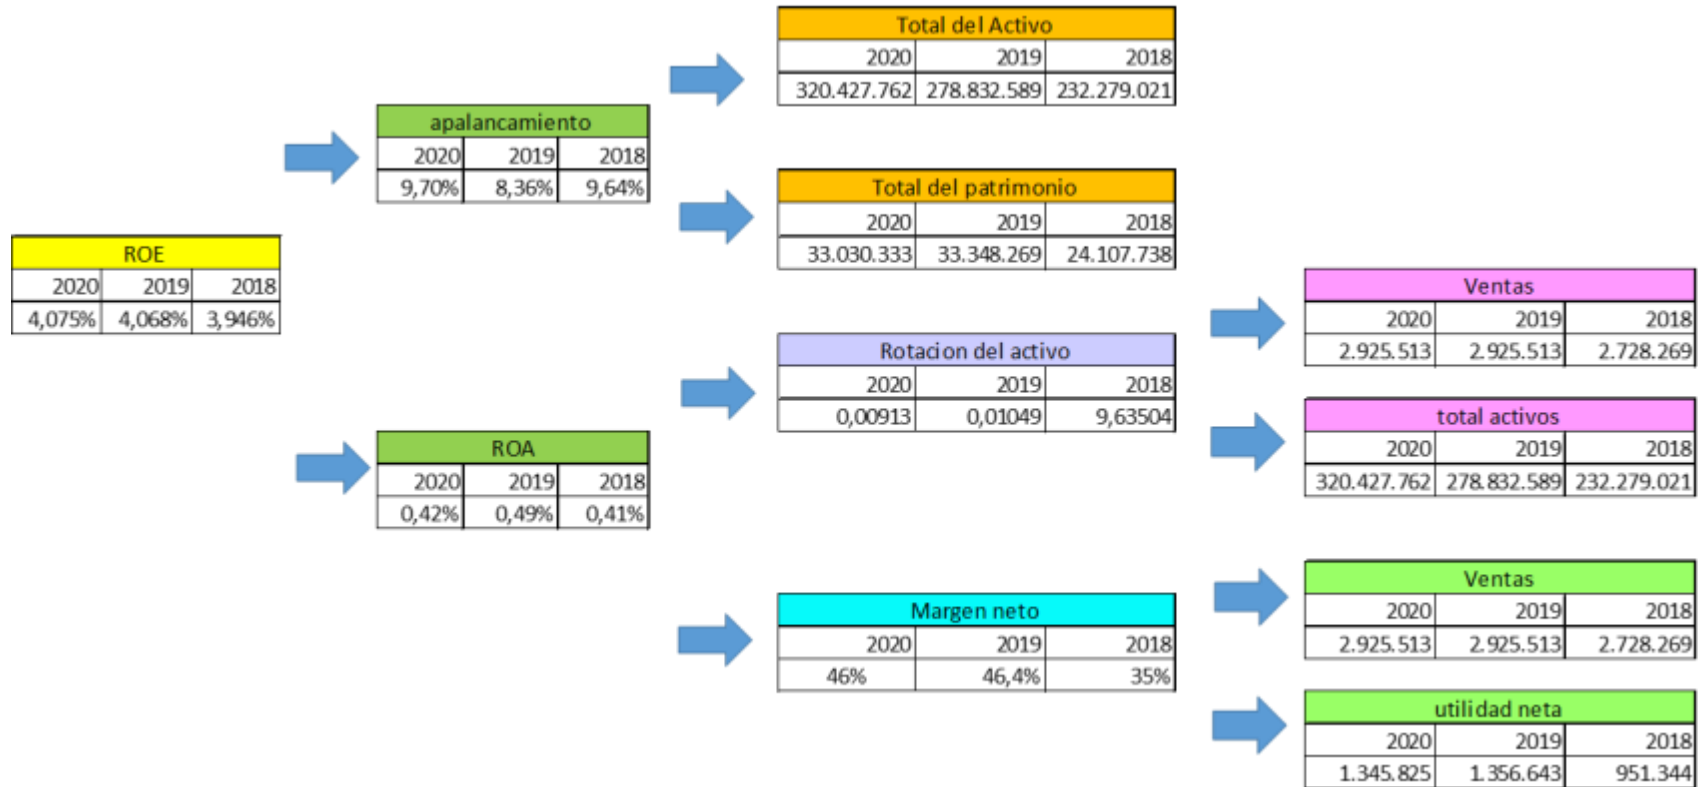 Total del Activo
2020 2019 2018
320.427.762 278.832.589 232.279.021
apalancamiento
2020 2019 2018
9,70% 8,36% 9,64%
Total del patrimonio
2020 2019 2018
33.030.333 33.348.269 24.107.738
ROE
2020 2019 2018
4,075% 4,068% 3,946%
Ventas
2020 2019 2018
2.925.513 2.925.513 2.728.269
Rotacion del activo
2020 2019 2018
0,00913 0,01049 9,63504
total activos
2020 2019 2018
320.427.762 278.832.589 232.279.021
ROA
2020 2019 2018
0,42% 0,49% 0,41%
Ventas
2020 2019 2018
2.925.513 2.925.513 2.728.269
Margen neto
2020 2019 2018
46% 46,4% 35%
utilidad neta
2020 2019 2018
1.345.825 1.356.643 951.344